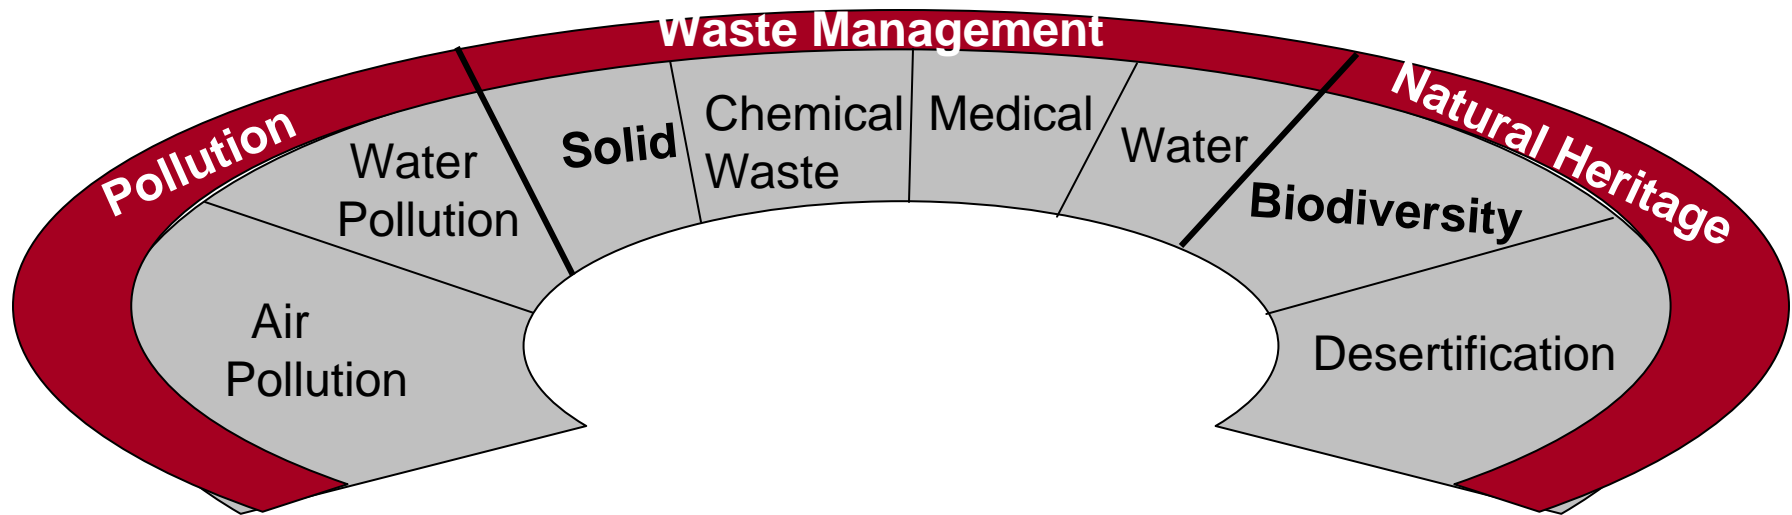 Waste Management
Pollution
Natural Heritage
Air
Pollution
Water
Pollution
Solid
Chemical
Waste
Medical
Water
Biodiversity
Desertification